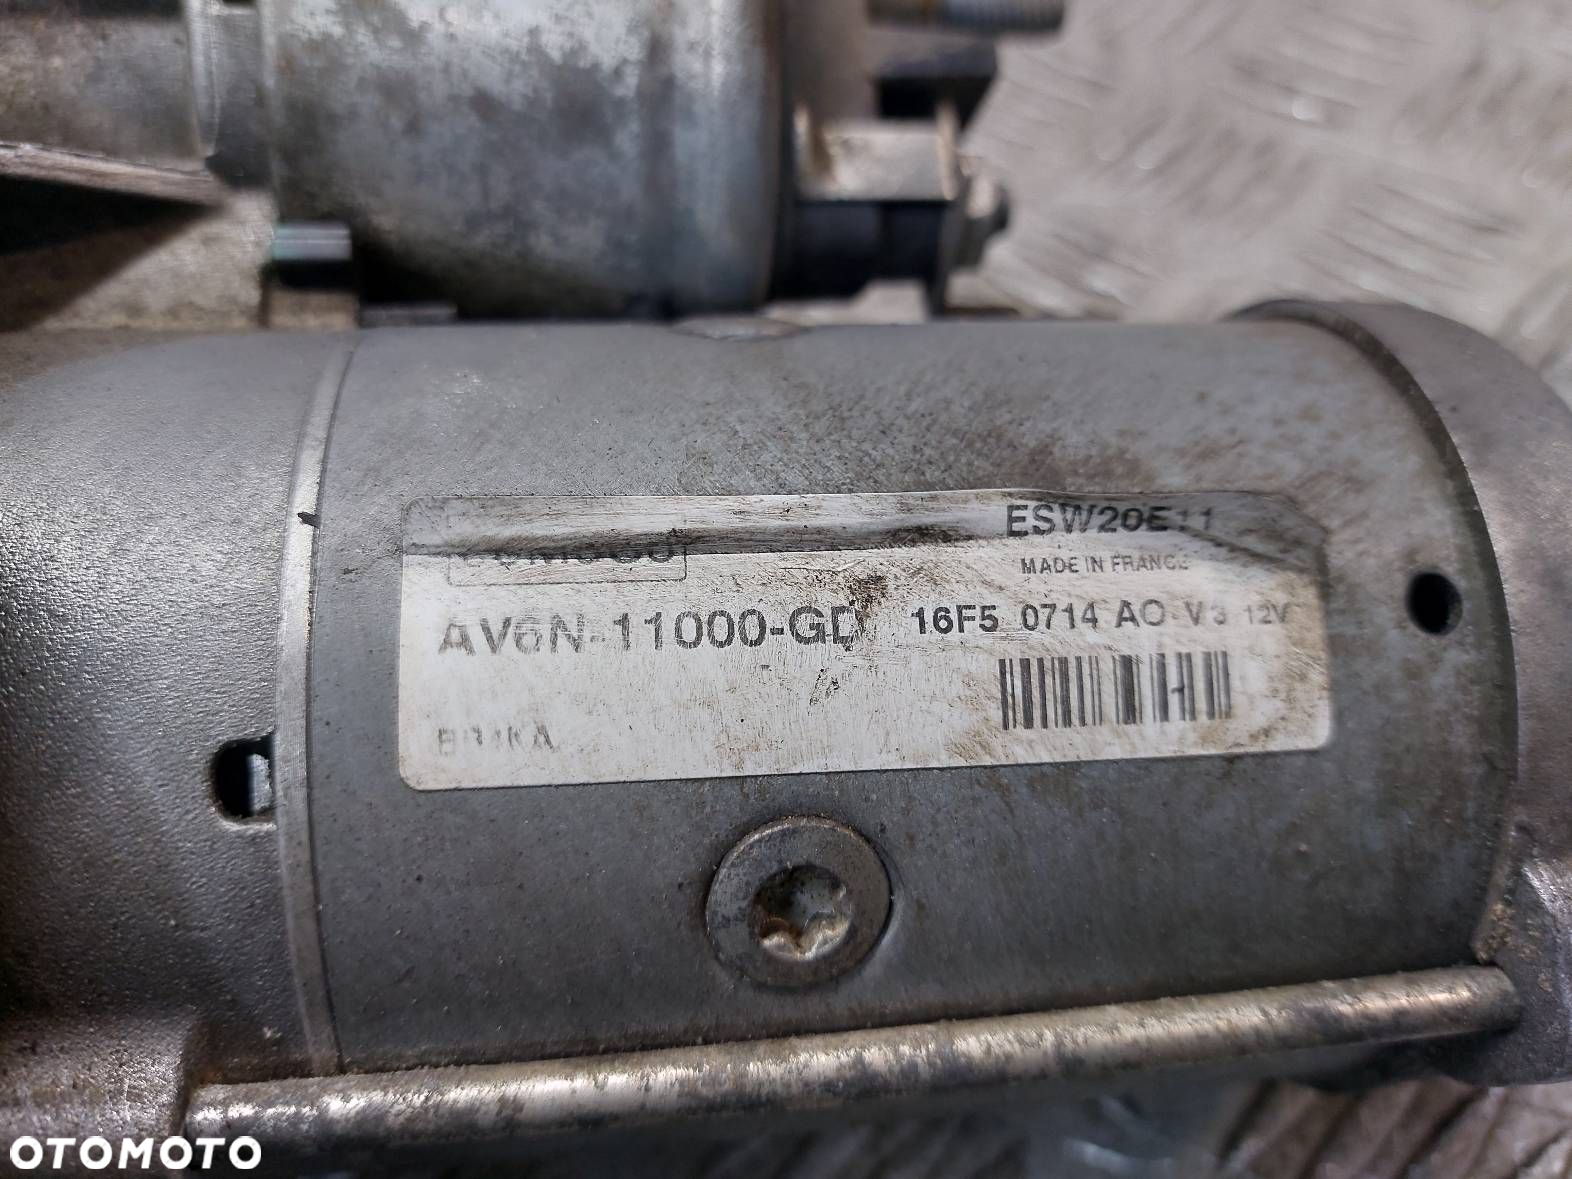 ESW20E11
MADE IN FRANCE
AV6N-11000-GD 16F5 0714 AO V3 12V
OTOMOTO